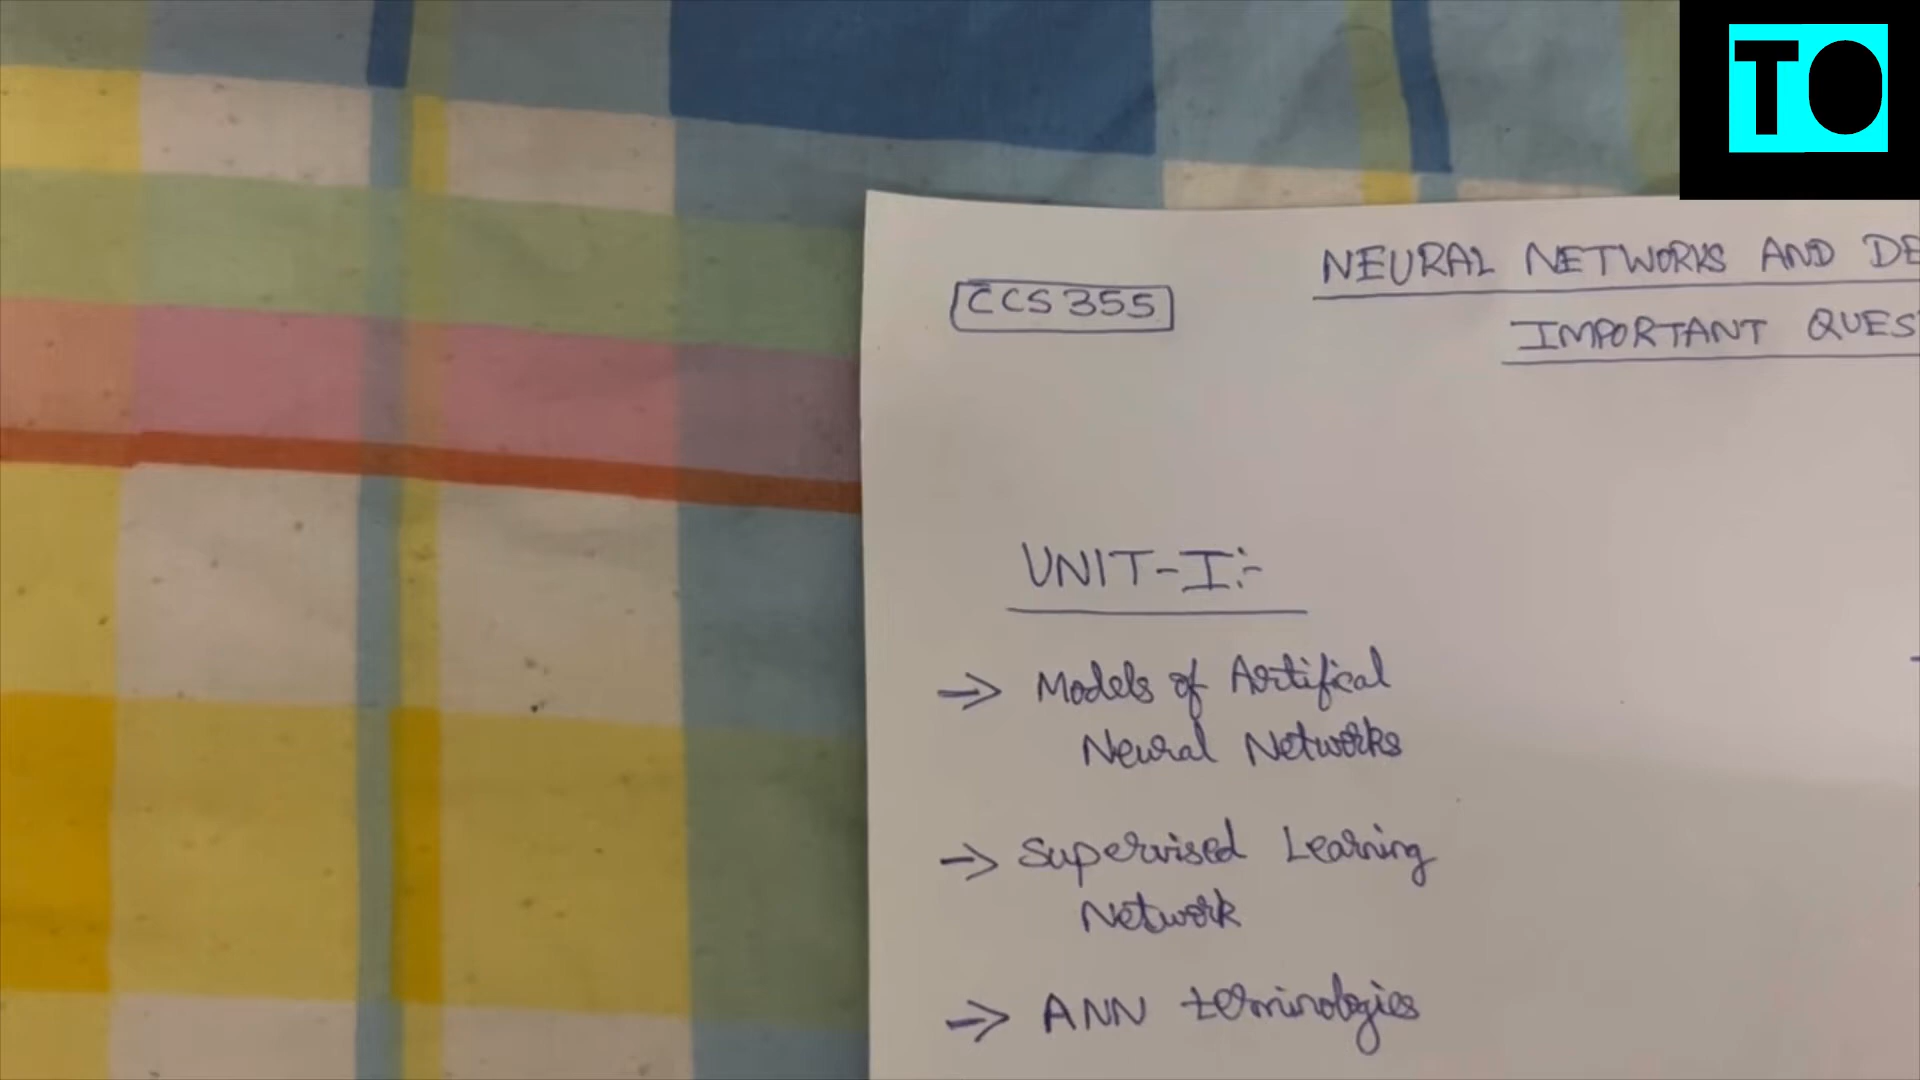 TO
CCS355
NEURAL NETWORKS AND DE
IMPORTANT QUES
UNIT-I:-
→ Models of Artifical
Neural Networks
→ Supervised Learning
Network
→ ANN terminologies